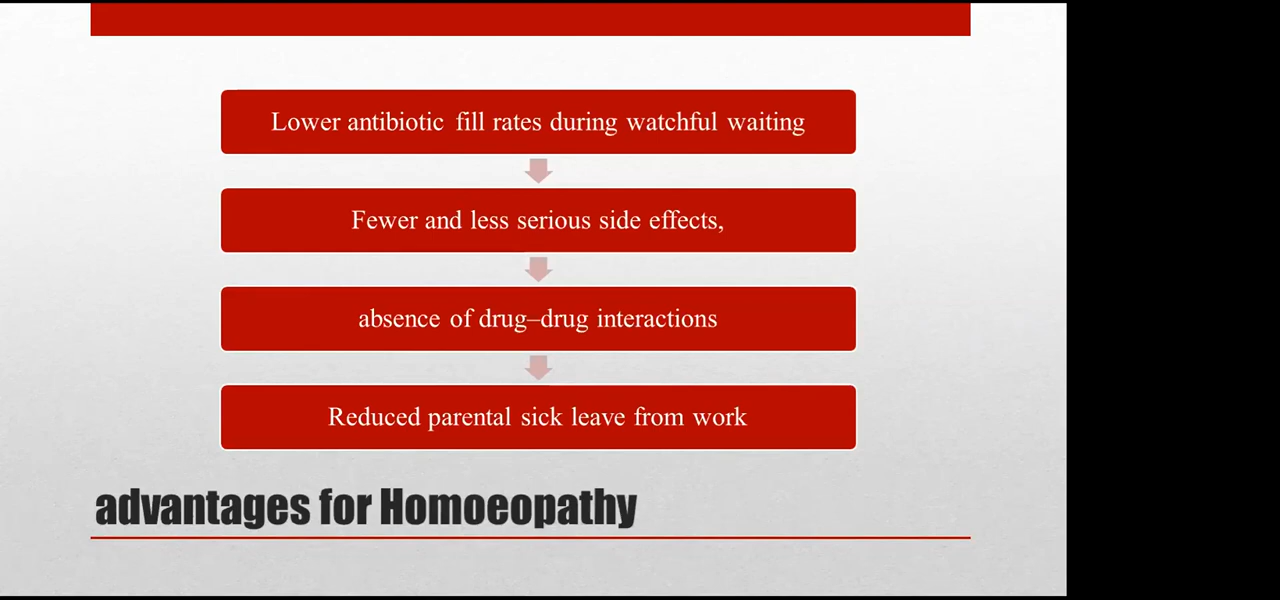 Lower antibiotic fill rates during watchful waiting
Fewer and less serious side effects,
absence of drug–drug interactions
Reduced parental sick leave from work
advantages for Homoeopathy